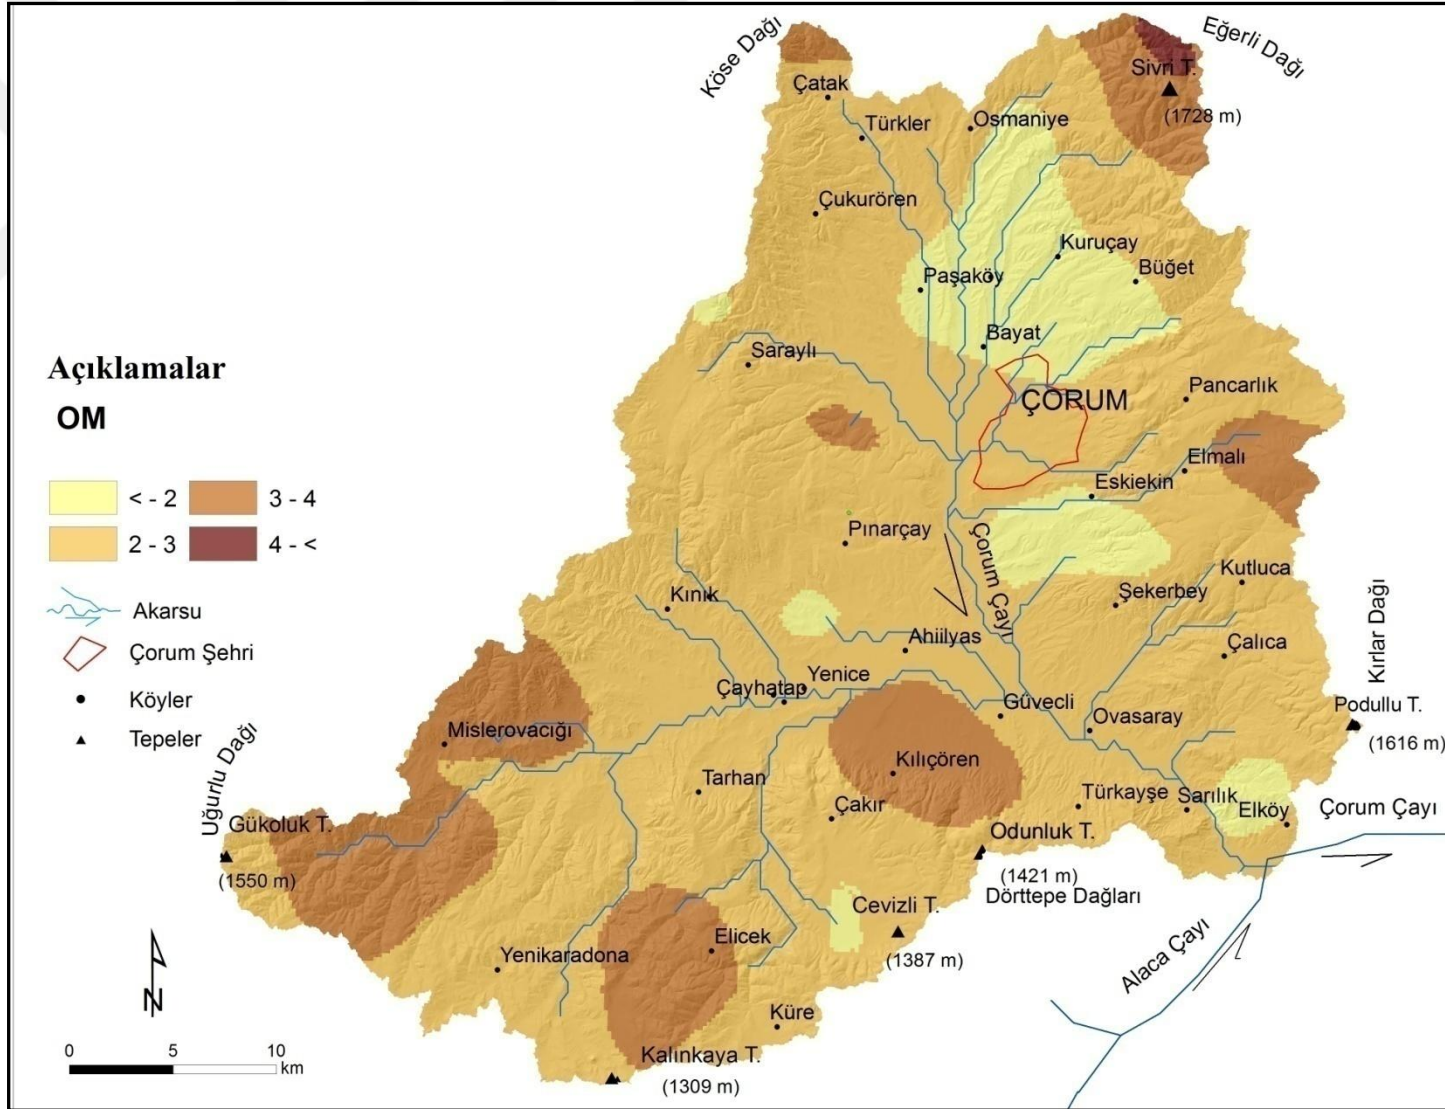 Köse Dağı
Eğerli Dağı
Sivri T.
(1728 m)
Çatak
Türkler
Osmaniye
Çukurören
Kuruçay
Büğet
Paşaköy
Bayat
Saraylı
ÇORUM
Pancarlık
Elmalı
Eskiekin
Pınarçay
Çorum Çayı
Kutluca
Şekerbey
Kınık
Ahiilyas
Çalıca
Kırlar Dağı
Yenice
Çayhatap
Güvecli
Ovasaray
Podullu T.
(1616 m)
Mislerovacığı
Uğurlu Dağı
Kılıçören
Tarhan
Türkayşe
Sarılık
Elköy
Çorum Çayı
Çakır
Gükoluk T.
(1550 m)
Odunluk T.
(1421 m)
Dörttepe Dağları
Cevizli T.
(1387 m)
Elicek
Yenikaradona
Alaca Çayı
Küre
Kalınkaya T.
(1309 m)
Açıklamalar
OM
< - 2
3 - 4
2 - 3
4 - <
Akarsu
Çorum Şehri
Köyler
Tepeler
N
0 5 10
km